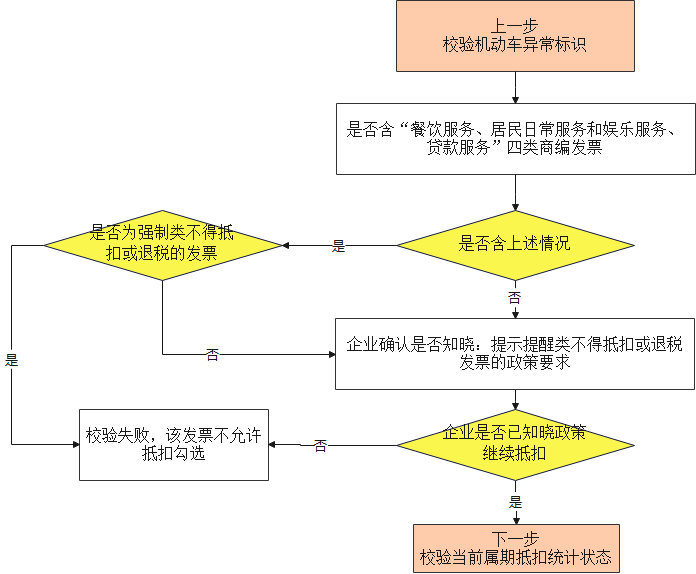 上一步
校验机动车异常标识
是否含“餐饮服务、居民日常服务和娱乐服务、
贷款服务”四类商编发票
是否为强制类不得抵
扣或退税的发票
是
是否含上述情况
否
是
否
企业确认是否知晓：提示提醒类不得抵扣或退税
发票的政策要求
校验失败，该发票不允许
抵扣勾选
否
企业是否已知晓政策
继续抵扣
是
下一步
校验当前属期抵扣统计状态